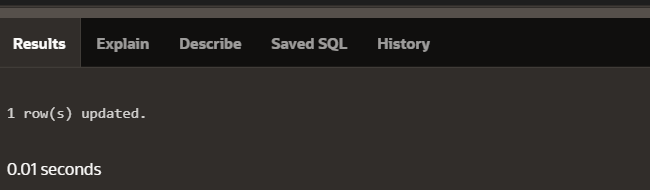 Results Explain Describe Saved SQL History
1 row(s) updated.
0.01 seconds